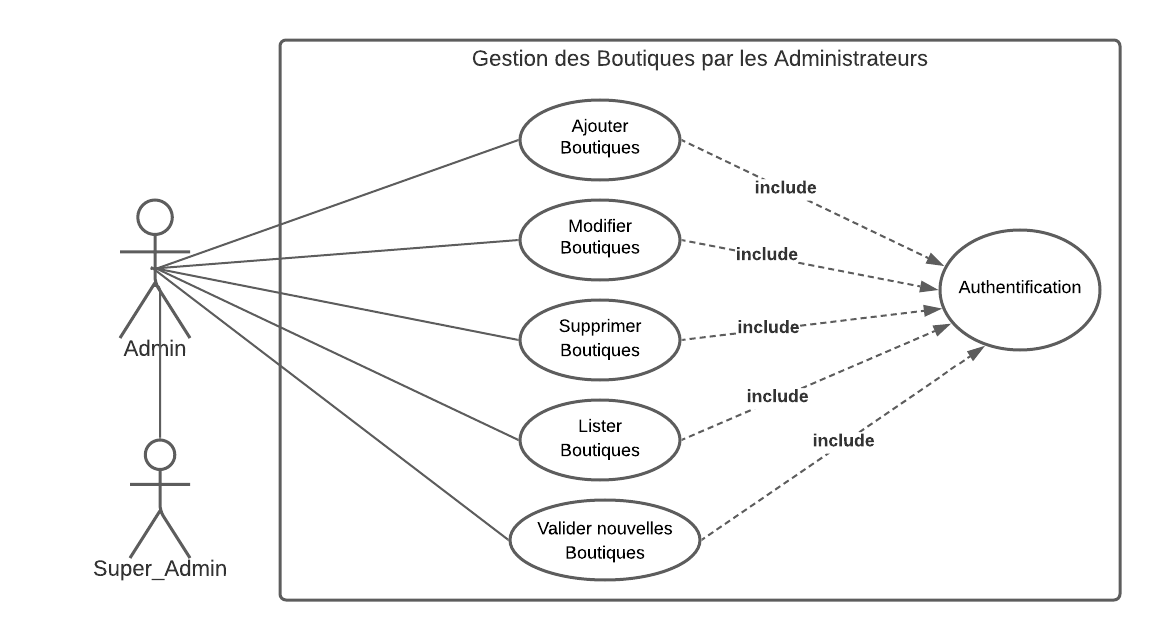 Gestion des Boutiques par les Administrateurs
Ajouter
Boutiques
include
Modifier
Boutiques
include
Authentification
Supprimer
Boutiques
include
Admin
Lister
Boutiques
include
include
Valider nouvelles
Boutiques
Super_Admin